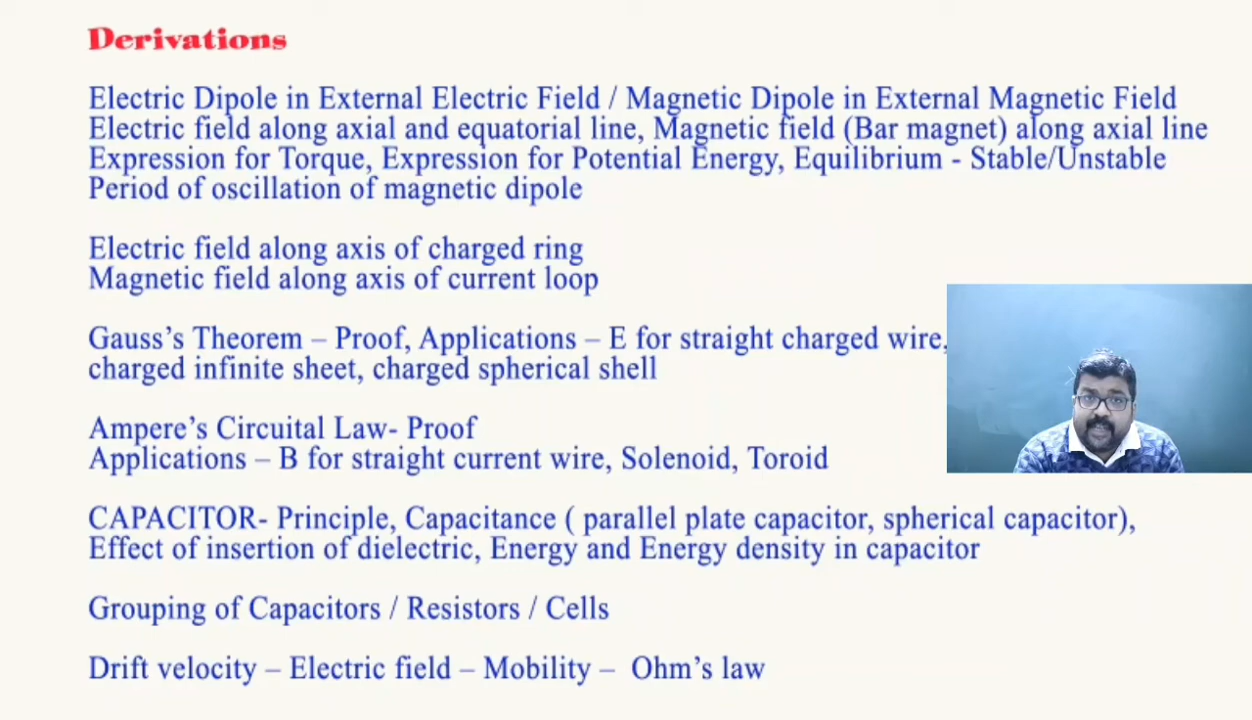 Derivations
Electric Dipole in External Electric Field / Magnetic Dipole in External Magnetic Field
Electric field along axial and equatorial line, Magnetic field (Bar magnet) along axial line
Expression for Torque, Expression for Potential Energy, Equilibrium - Stable/Unstable
Period of oscillation of magnetic dipole
Electric field along axis of charged ring
Magnetic field along axis of current loop
Gauss's Theorem – Proof, Applications – E for straight charged wire,
charged infinite sheet, charged spherical shell
Ampere's Circuital Law- Proof
Applications – B for straight current wire, Solenoid, Toroid
CAPACITOR- Principle, Capacitance ( parallel plate capacitor, spherical capacitor),
Effect of insertion of dielectric, Energy and Energy density in capacitor
Grouping of Capacitors / Resistors / Cells
Drift velocity – Electric field – Mobility – Ohm's law